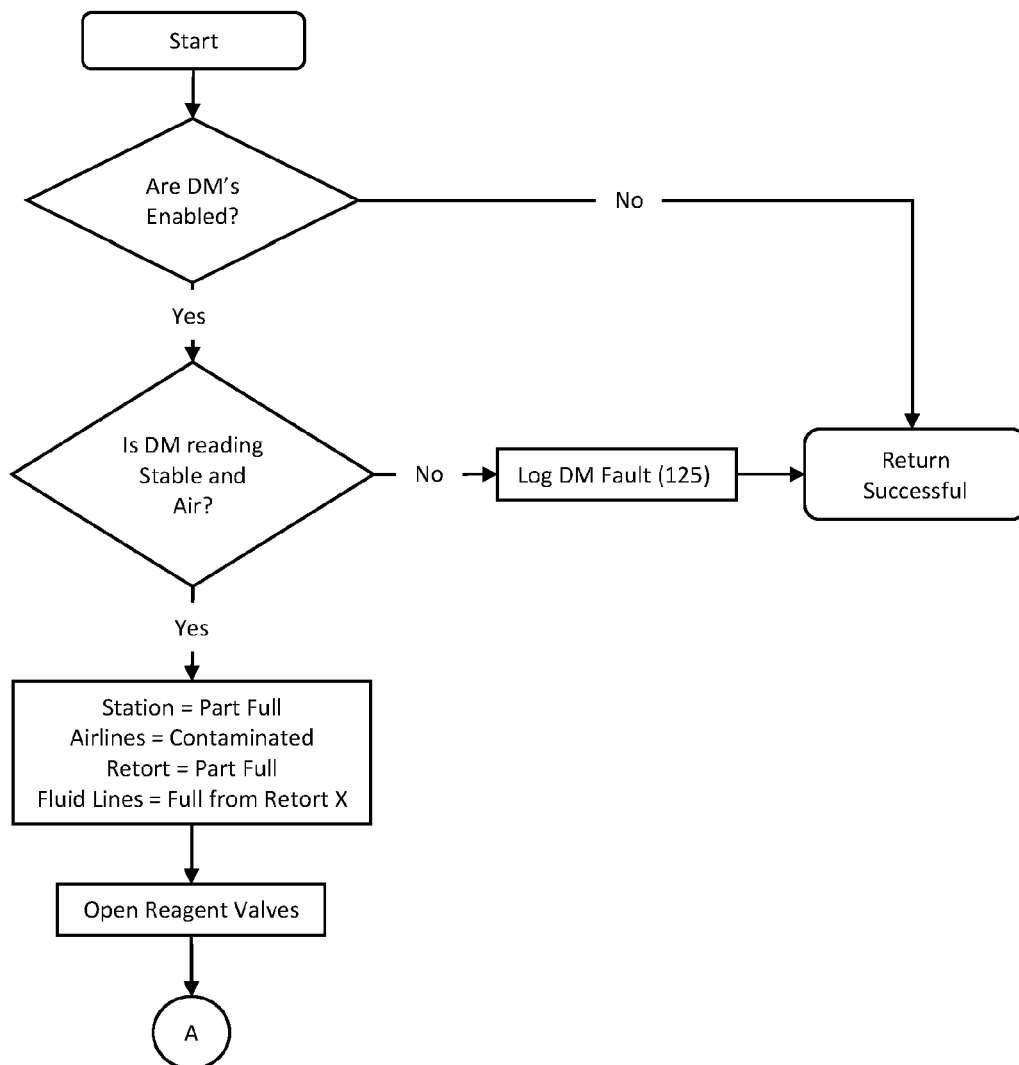 Start
Are DM's
Enabled?
No
Yes
Is DM reading
Stable and
Air?
No
Log DM Fault (125)
Return
Successful
Yes
Station = Part Full
Airlines = Contaminated
Retort = Part Full
Fluid Lines = Full from Retort X
Open Reagent Valves
A